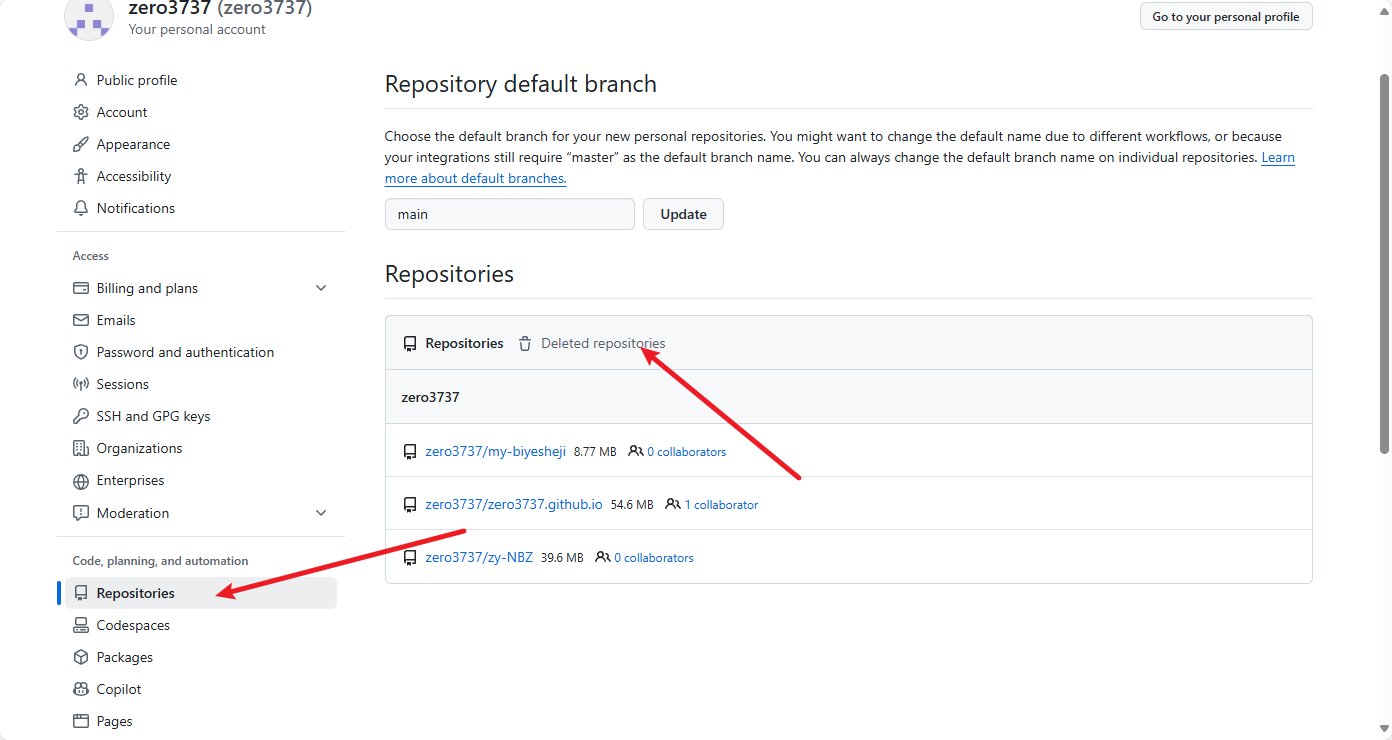 zero3737 (zero3737)
Your personal account
Go to your personal profile
Public profile
Account
Appearance
Accessibility
Notifications
Access
Billing and plans
Emails
Password and authentication
Sessions
SSH and GPG keys
Organizations
Enterprises
Moderation
Code, planning, and automation
Repositories
Codespaces
Packages
Copilot
Pages
Repository default branch
Choose the default branch for your new personal repositories. You might want to change the default name due to different workflows, or because
your integrations still require “master” as the default branch name. You can always change the default branch name on individual repositories. Learn
more about default branches.
main
Update
Repositories
Repositories Deleted repositories
zero3737
zero3737/my-biyesheji 8.77 MB 0 collaborators
zero3737/zero3737.github.io 54.6 MB 1 collaborator
zero3737/zy-NBZ 39.6 MB 0 collaborators